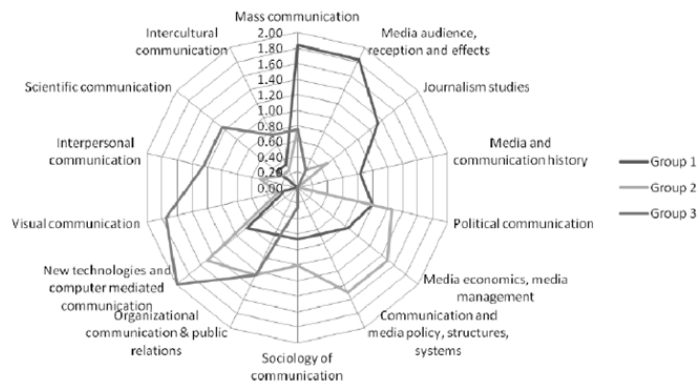 Mass communication
Media audience,
reception and effects
Journalism studies
Media and
communication history
Political communication
Media economics, media
management
Communication and
media policy, structures,
systems
Sociology of
communication
Organizational
communication & public
relations
New technologies and
computer mediated
communication
Visual communication
Interpersonal
communication
Scientific communication
Intercultural
communication
2.00
1.80
1.60
1.40
1.20
1.00
0.80
0.60
0.40
0.20
0.00
Group 1
Group 2
Group 3